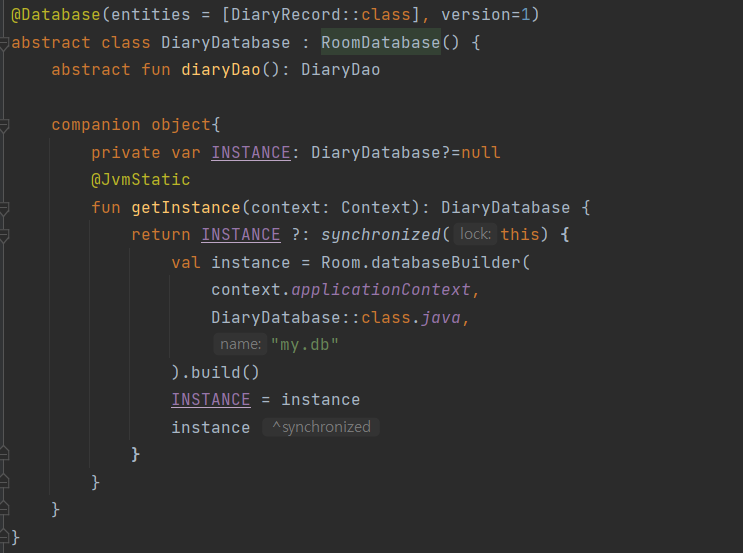 @Database(entities = [DiaryRecord::class], version=1)
abstract class DiaryDatabase : RoomDatabase() {
    abstract fun diaryDao(): DiaryDao

    companion object{
        private var INSTANCE: DiaryDatabase?=null
        @JvmStatic
        fun getInstance(context: Context): DiaryDatabase {
            return INSTANCE ?: synchronized( lock: this) {
                val instance = Room.databaseBuilder(
                    context.applicationContext,
                    DiaryDatabase::class.java,
                    name: "my.db"
                ).build()
                INSTANCE = instance
                instance ^synchronized
            }
        }
    }
}